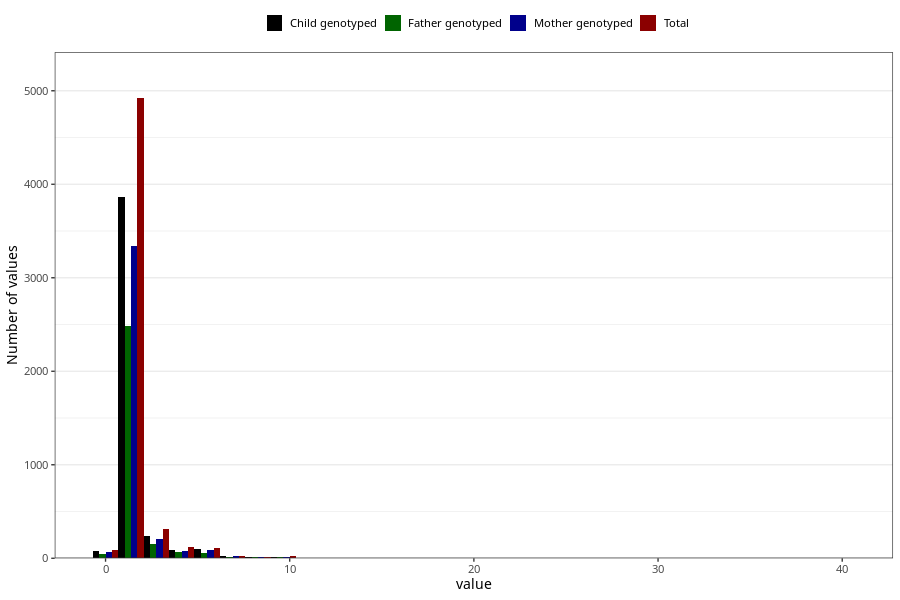 Child genotyped Father genotyped Mother genotyped Total
5000
4000
3000
2000
1000
0
Number of values
0 10 20 30 40
value